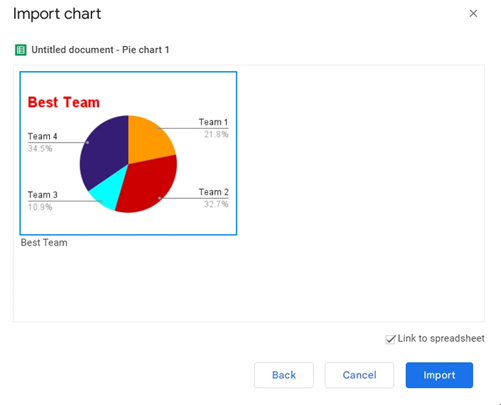 Import chart
Untitled document - Pie chart 1
Best Team
Team 1
21.8%
Team 4
34.5%
Team 2
32.7%
Team 3
10.9%
Best Team
Link to spreadsheet
Back
Cancel
Import